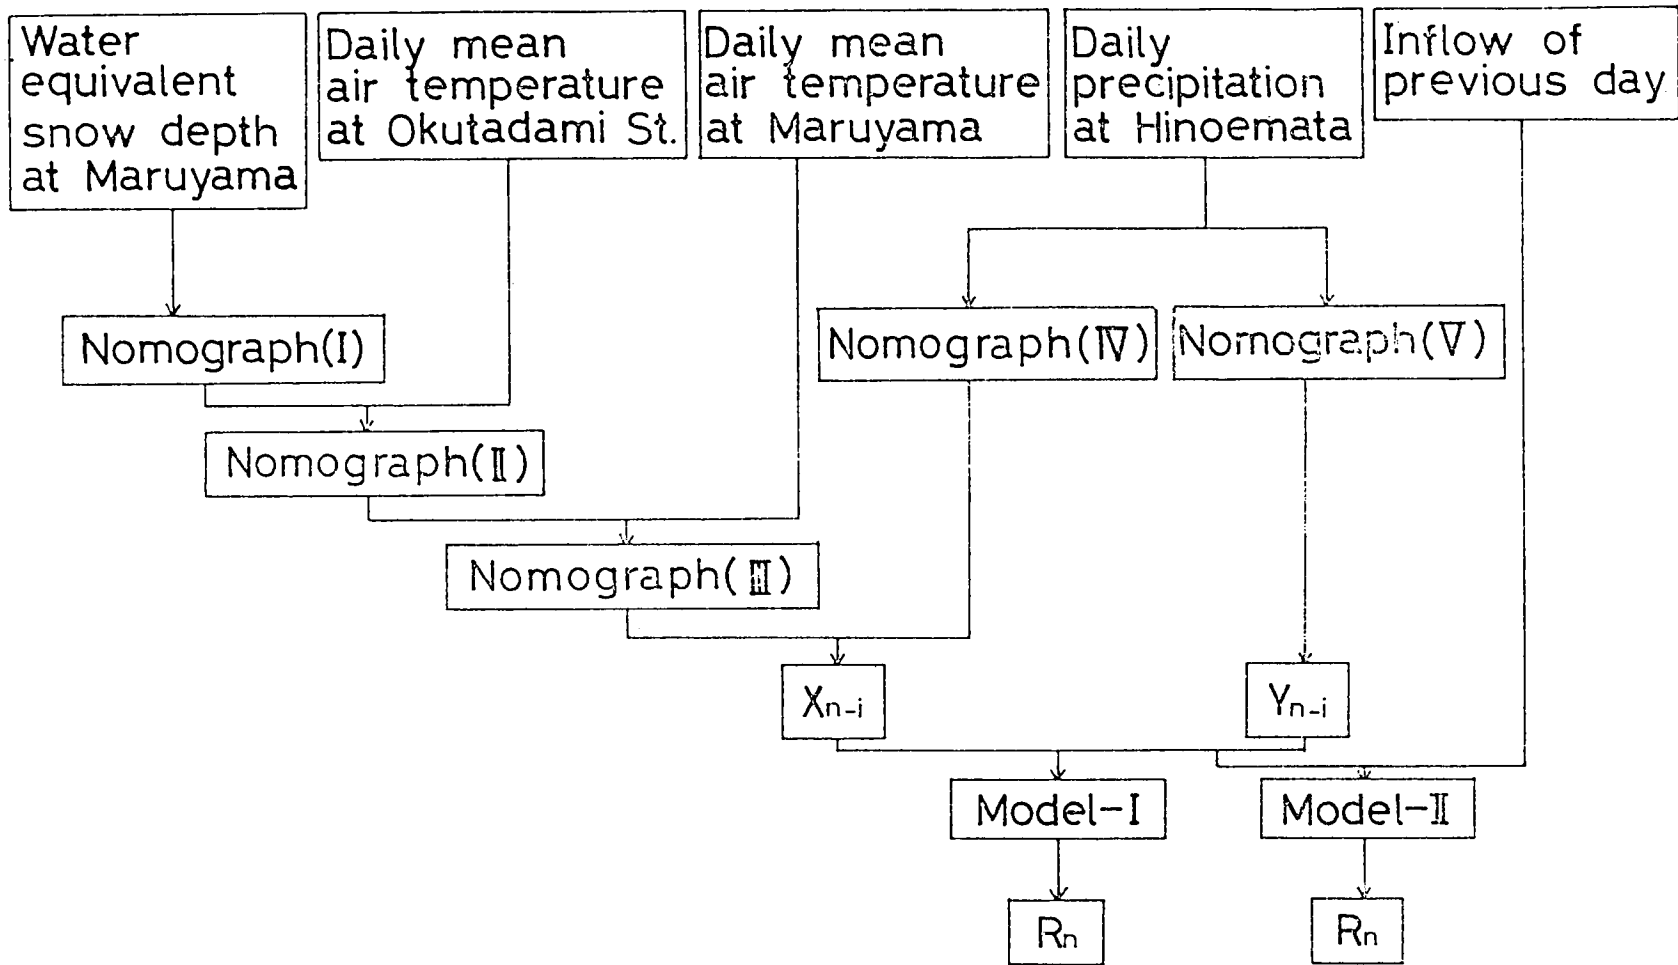 Water
equivalent
snow depth
at Maruyama
Daily mean
air temperature
at Okutadami St.
Daily mean
air temperature
at Maruyama
Daily
precipitation
at Hinoemata
Inflow of
previous day
Nomograph(I)
Nomograph(IV)
Nomograph(V)
Nomograph(II)
Nomograph(III)
Xn-i
Yn-i
Model-I
Model-II
Rn
Rn